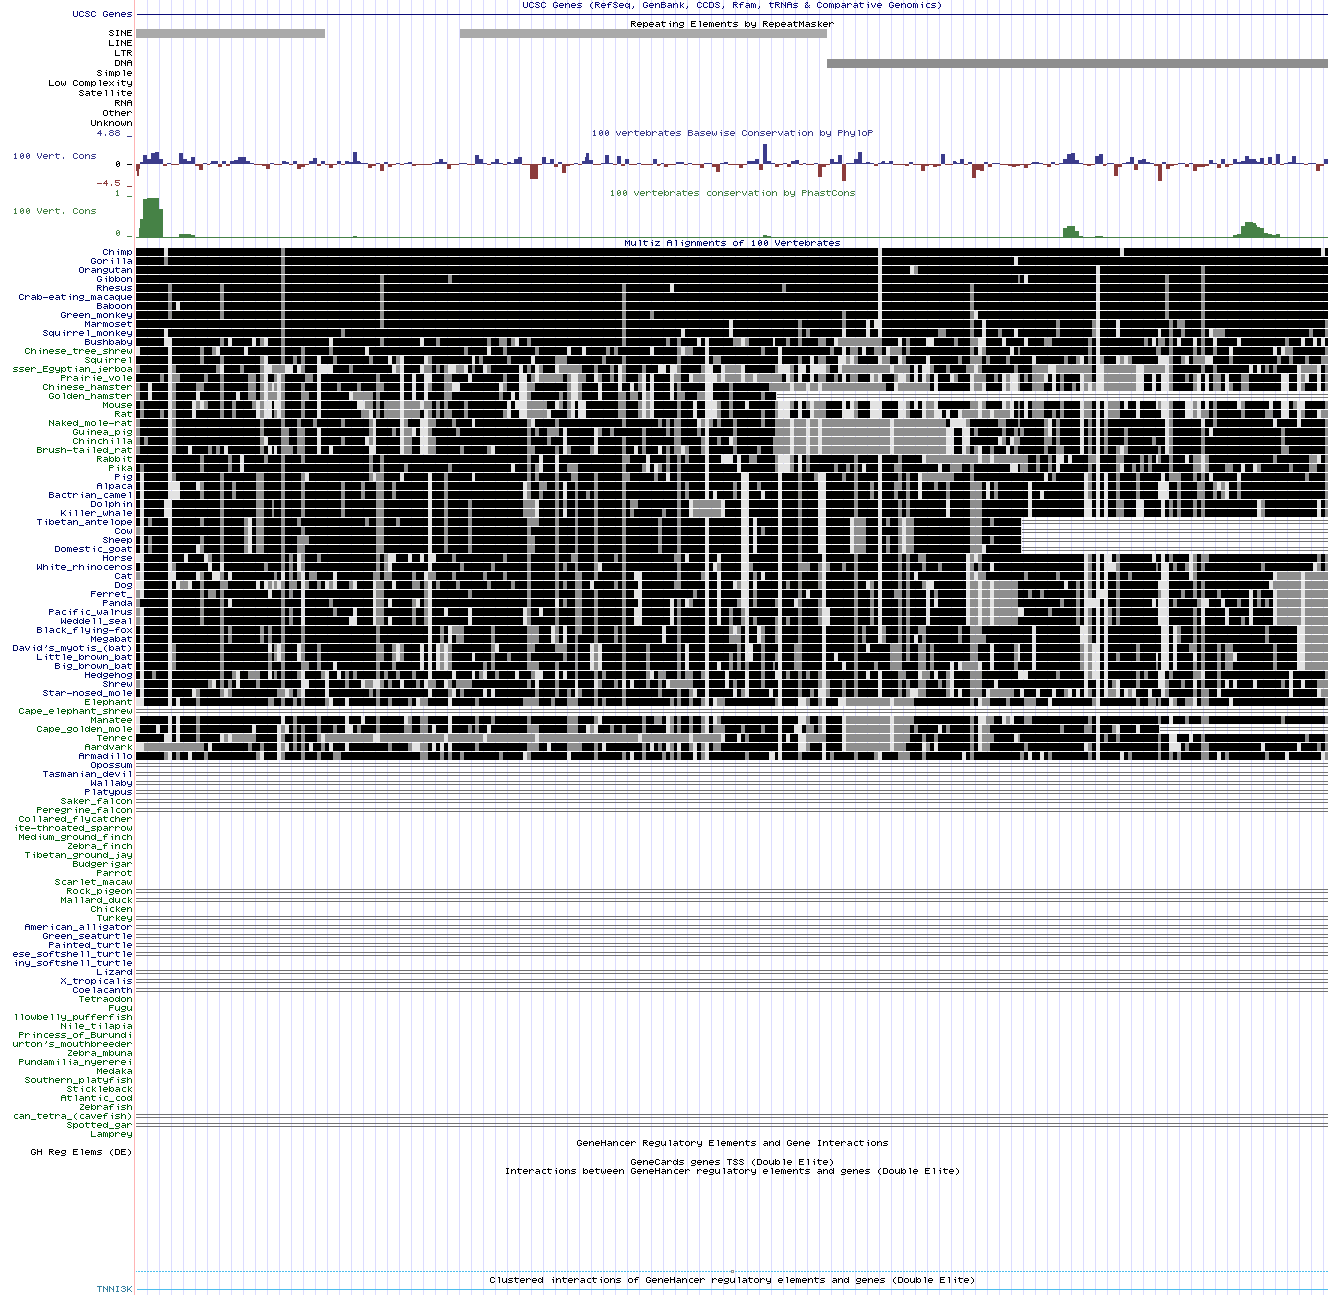 UCSC Genes (RefSeq, GenBank, CCDS, Rfam, tRNAs & Comparative Genomics)
UCSC Genes
Repeating Elements by RepeatMasker
SINE
LINE
LTR
DNA
Simple
Low Complexity
Satellite
RNA
Other
Unknown
100 vertebrates Basewise Conservation by PhyloP
4.88 _
100 Vert. Cons
0 _
-4.5 _
100 vertebrates conservation by PhastCons
1 _
100 Vert. Cons
0 _
Multiz Alignments of 100 Vertebrates
Chimp
Gorilla
Orangutan
Gibbon
Rhesus
Crab-eating_macaque
Baboon
Green_monkey
Marmoset
Squirrel_monkey
Bushbaby
Chinese_tree_shrew
Squirrel
sser_Egyptian_jerboa
Prairie_vole
Chinese_hamster
Golden_hamster
Mouse
Rat
Naked_mole-rat
Guinea_pig
Chinchilla
Brush-tailed_rat
Rabbit
Pika
Pig
Alpaca
Bactrian_camel
Dolphin
Killer_whale
Tibetan_antelope
Cow
Sheep
Domestic_goat
Horse
White_rhinoceros
Cat
Dog
Ferret_
Panda
Pacific_walrus
Weddell_seal
Black_flying-fox
Megabat
David's_myotis_(bat)
Little_brown_bat
Big_brown_bat
Hedgehog
Shrew
Star-nosed_mole
Elephant
Cape_elephant_shrew
Manatee
Cape_golden_mole
Tenrec
Aardvark
Armadillo
Opossum
Tasmanian_devil
Wallaby
Platypus
Saker_falcon
Peregrine_falcon
Collared_flycatcher
ite-throated_sparrow
Medium_ground_finch
Zebra_finch
Tibetan_ground_jay
Budgerigar
Parrot
Scarlet_macaw
Rock_pigeon
Mallard_duck
Chicken
Turkey
American_alligator
Green_seaturtle
Painted_turtle
ese_softshell_turtle
iny_softshell_turtle
Lizard
X_tropicalis
Coelacanth
Tetraodon
Fugu
llowbelly_pufferfish
Nile_tilapia
Princess_of_Burundi
urton's_mouthbreeder
Zebra_mbuna
Pundamilia_nyererei
Medaka
Southern_platyfish
Stickleback
Atlantic_cod
Zebrafish
can_tetra_(cavefish)
Spotted_gar
Lamprey
GeneHancer Regulatory Elements and Gene Interactions
GH Reg Elems (DE)
GeneCards genes TSS (Double Elite)
Interactions between GeneHancer regulatory elements and genes (Double Elite)
Clustered interactions of GeneHancer regulatory elements and genes (Double Elite)
TNNI3K